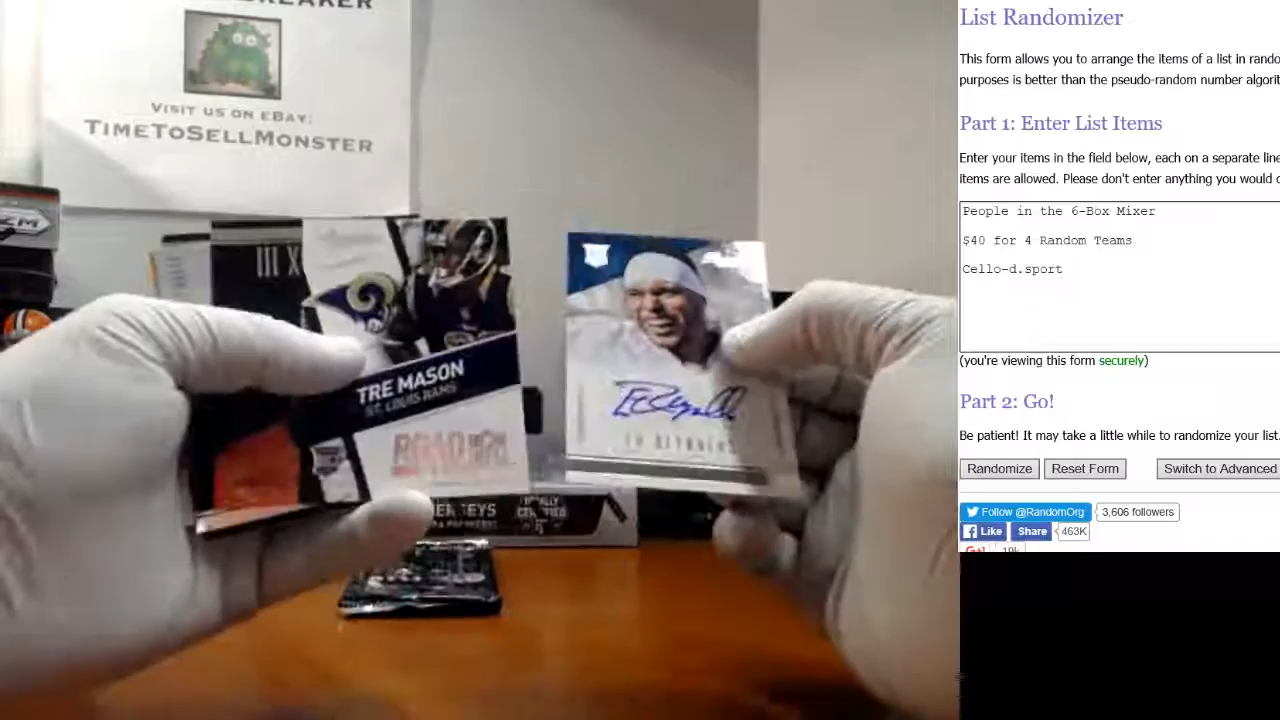 VISIT US ON EBAY:
TIMETOSELLMONSTER
TRE MASON
ST. LOUIS RAMS
JERSEYS
TOTALLY
CERTIFIED
List Randomizer
This form allows you to arrange the items of a list in rando
purposes is better than the pseudo-random number algorit
Part 1: Enter List Items
Enter your items in the field below, each on a separate line
items are allowed. Please don't enter anything you would
People in the 6-Box Mixer
$40 for 4 Random Teams
Cello-d.sport
(you're viewing this form securely)
Part 2: Go!
Be patient! It may take a little while to randomize your list.
Randomize
Reset Form
Switch to Advanced
Follow @RandomOrg
3,606 followers
Like
Share
463K